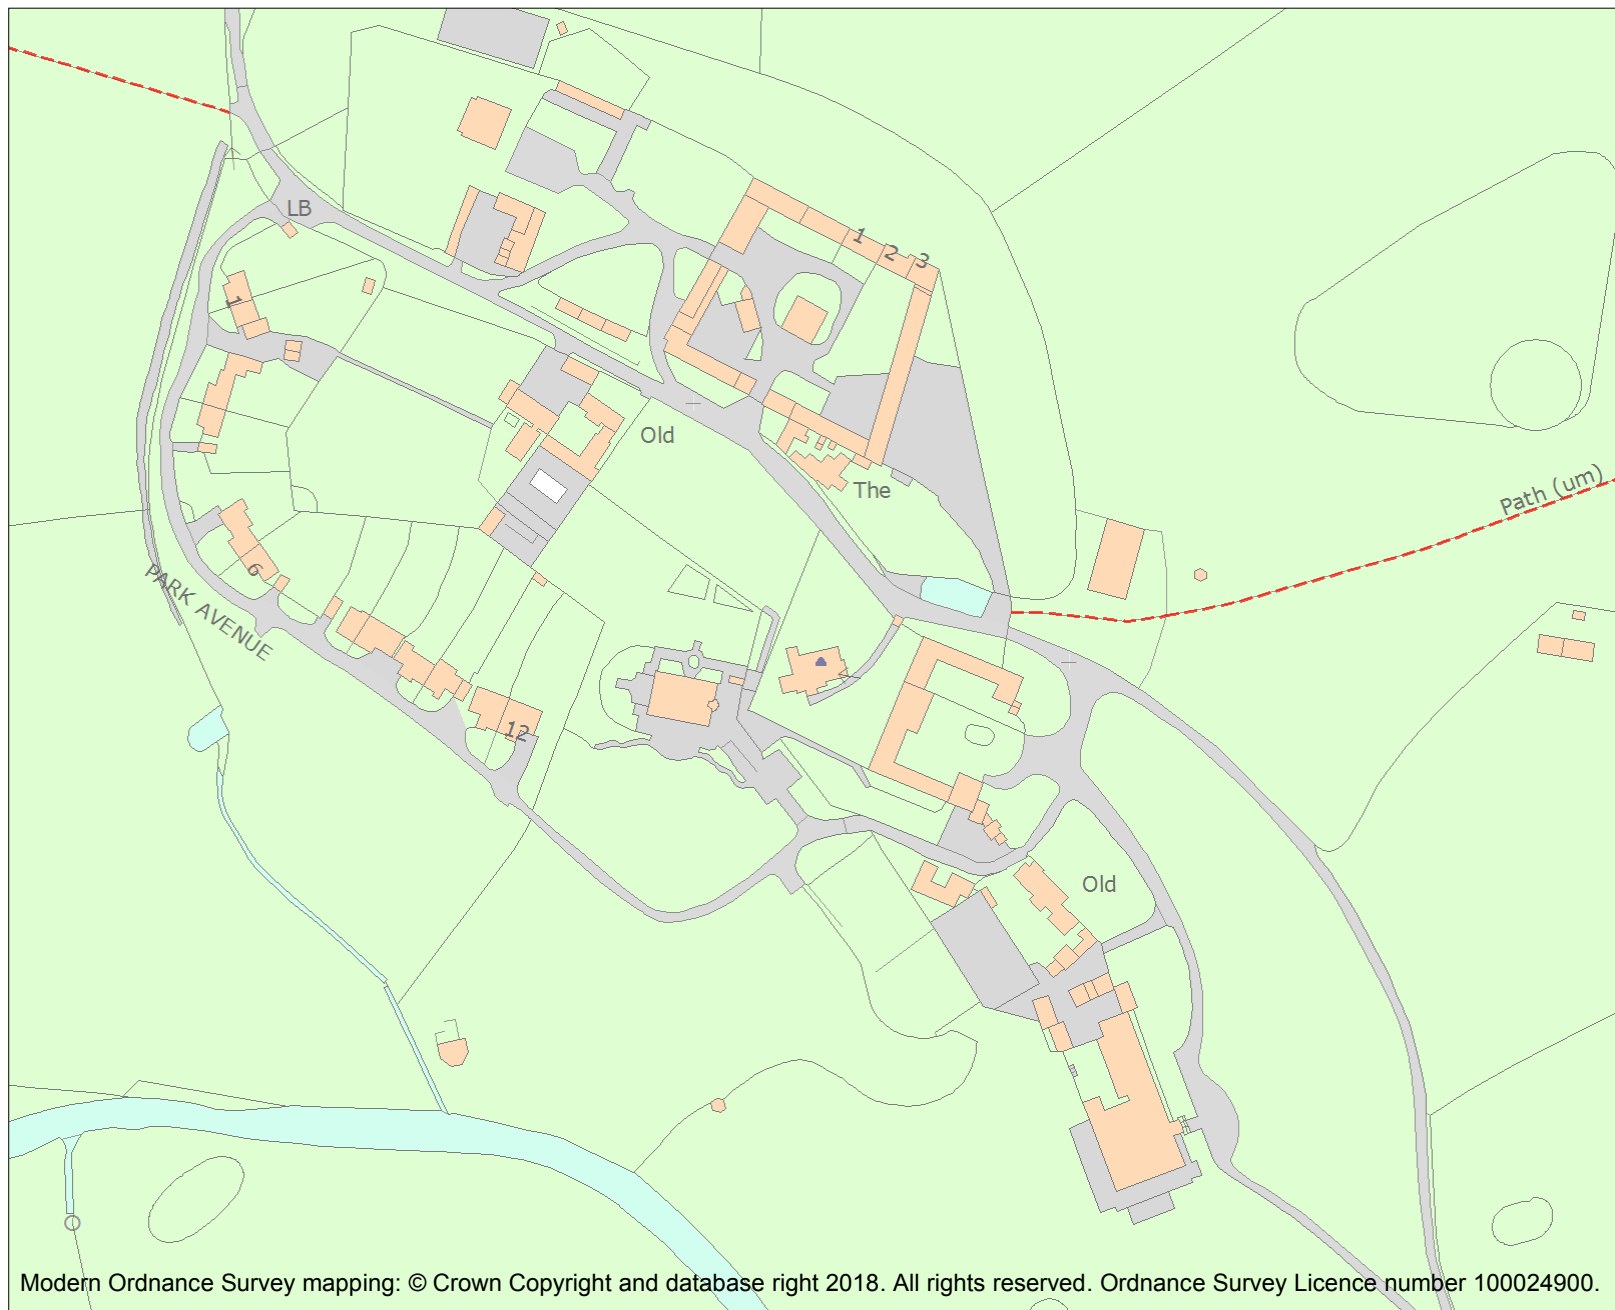 LB
1
2
3
1
Old
The
Path (um)
6
PARK AVENUE
12
Old
Modern Ordnance Survey mapping: © Crown Copyright and database right 2018. All rights reserved. Ordnance Survey Licence number 100024900.